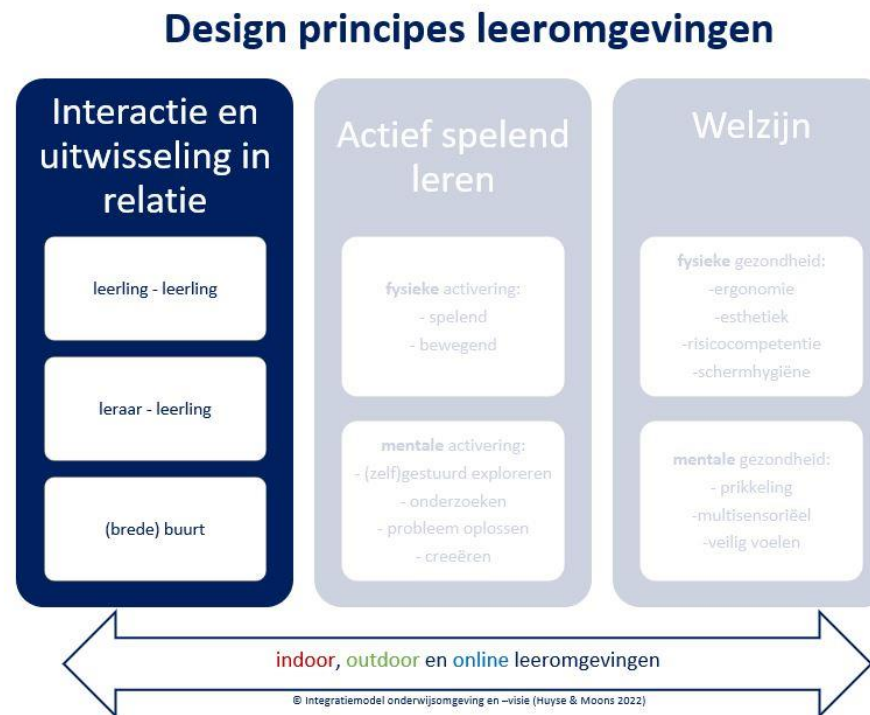 Design principes leeromgevingen
Interactie en
uitwisseling in
relatie
leerling - leerling
leraar - leerling
(brede) buurt
Actief spelend
leren
fysieke activering:
- spelend
- bewegend
mentale activering:
- (zelf)gestuurd exploreren
- onderzoeken
- probleem oplossen
- creeëren
Welzijn
fysieke gezondheid:
-ergonomie
-esthetiek
-risicocompetentie
-schermhygiëne
mentale gezondheid:
- prikkeling
-multisensoriëel
-veilig voelen
indoor, outdoor en online leeromgevingen
© Integratiemodel onderwijsomgeving en –visie (Huyse & Moons 2022)